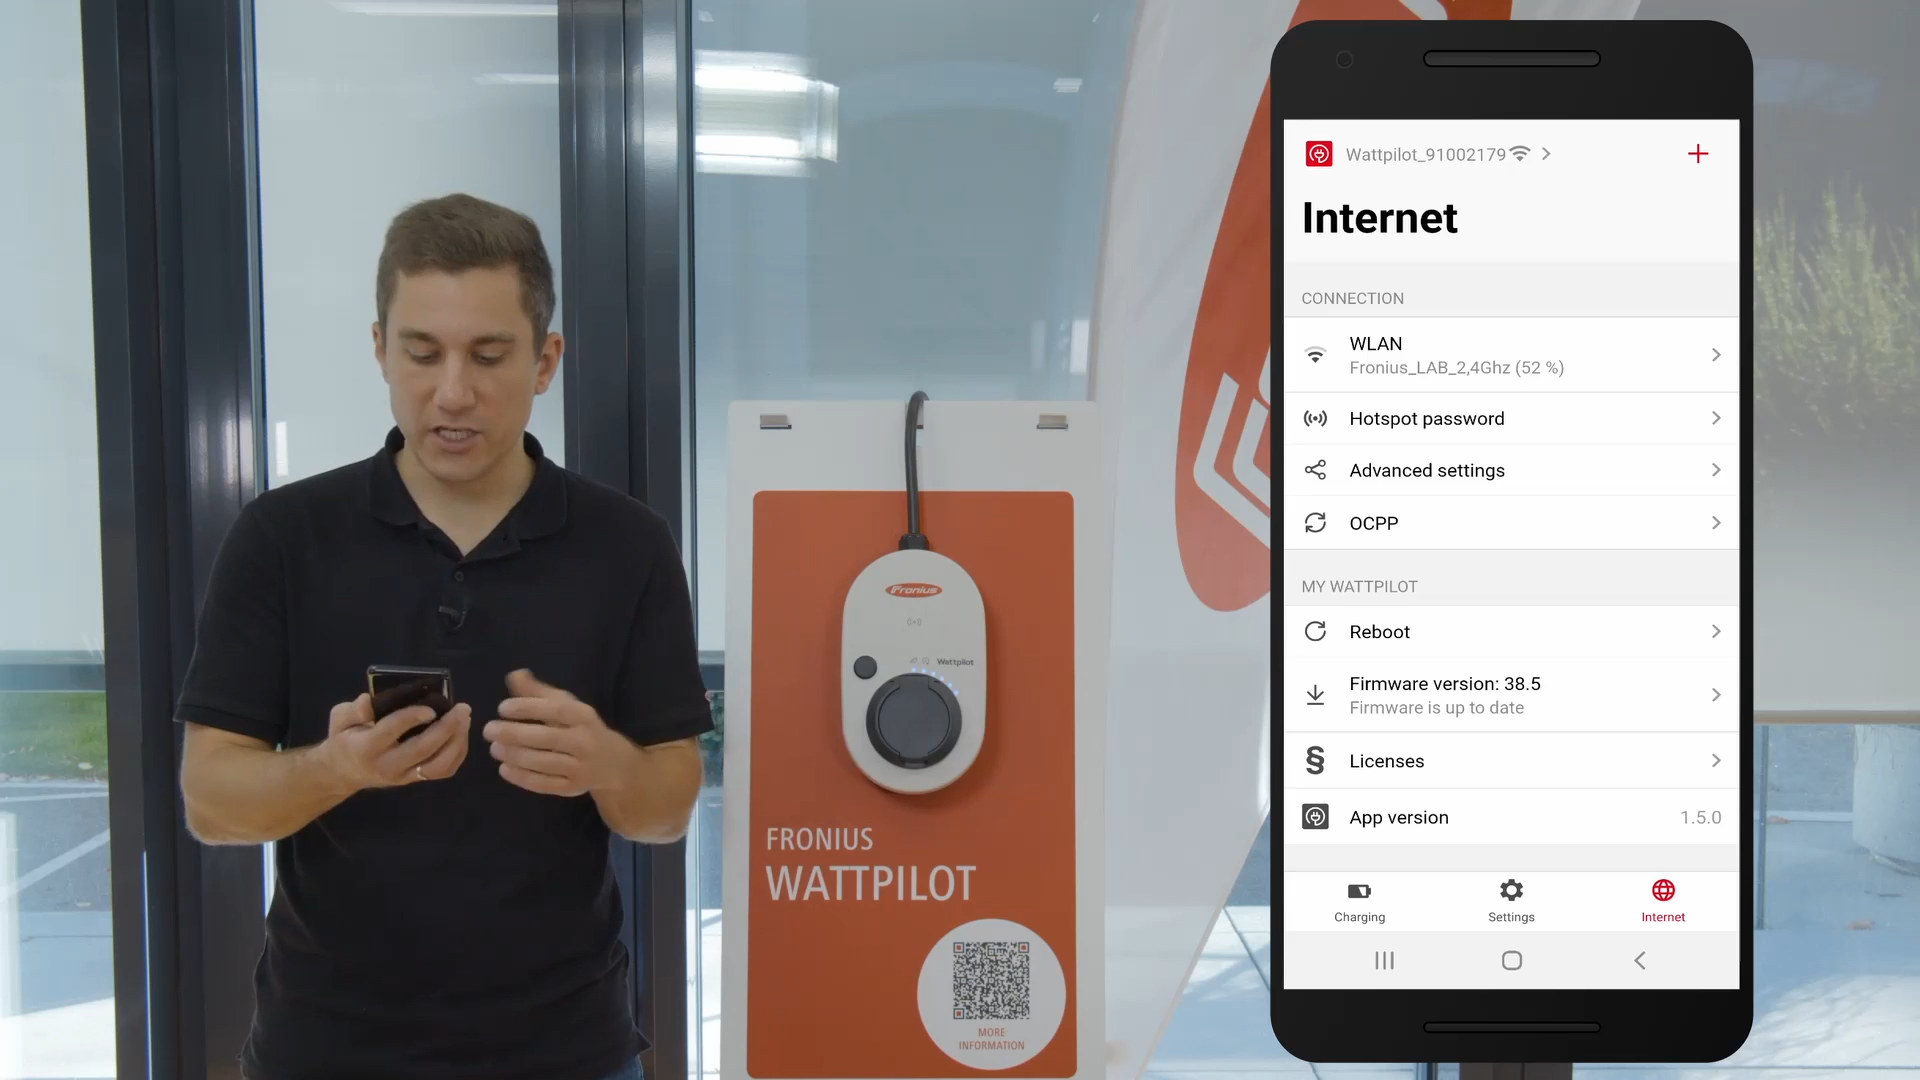 Fronius
Wattpilot
FRONIUS
WATTPILOT
MORE
INFORMATION
Wattpilot_91002179
Internet
CONNECTION
WLAN
Fronius_LAB_2,4Ghz (52 %)
Hotspot password
Advanced settings
OCPP
MY WATTPILOT
Reboot
Firmware version: 38.5
Firmware is up to date
Licenses
App version 1.5.0
Charging Settings Internet